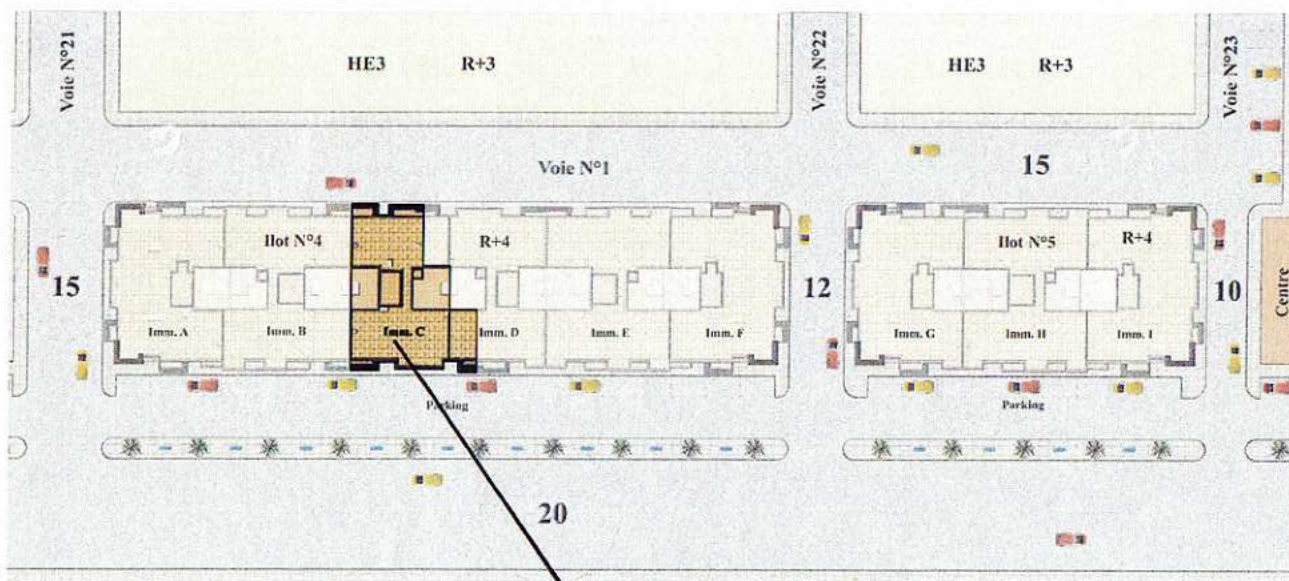 Voie N°21
HE3 R+3
Voie N°22
HE3 R+3
Voie N°23
Voie N°1
15
Ilot N°4
R+4
Ilot N°5
R+4
15
12
10
Centre
Imm. A
Imm. B
Imm. C
Imm. D
Imm. E
Imm. F
Imm. G
Imm. H
Imm. I
Parking
Parking
20